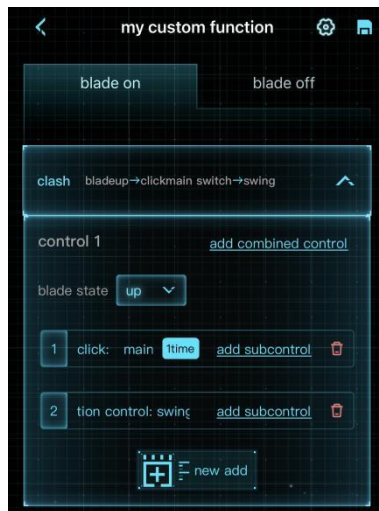 my custom function
blade on blade off
clash bladeup→clickmain switch→swing
control 1 add combined control
blade state up
1 click: main 1time add subcontrol
2 tion control: swing add subcontrol
new add